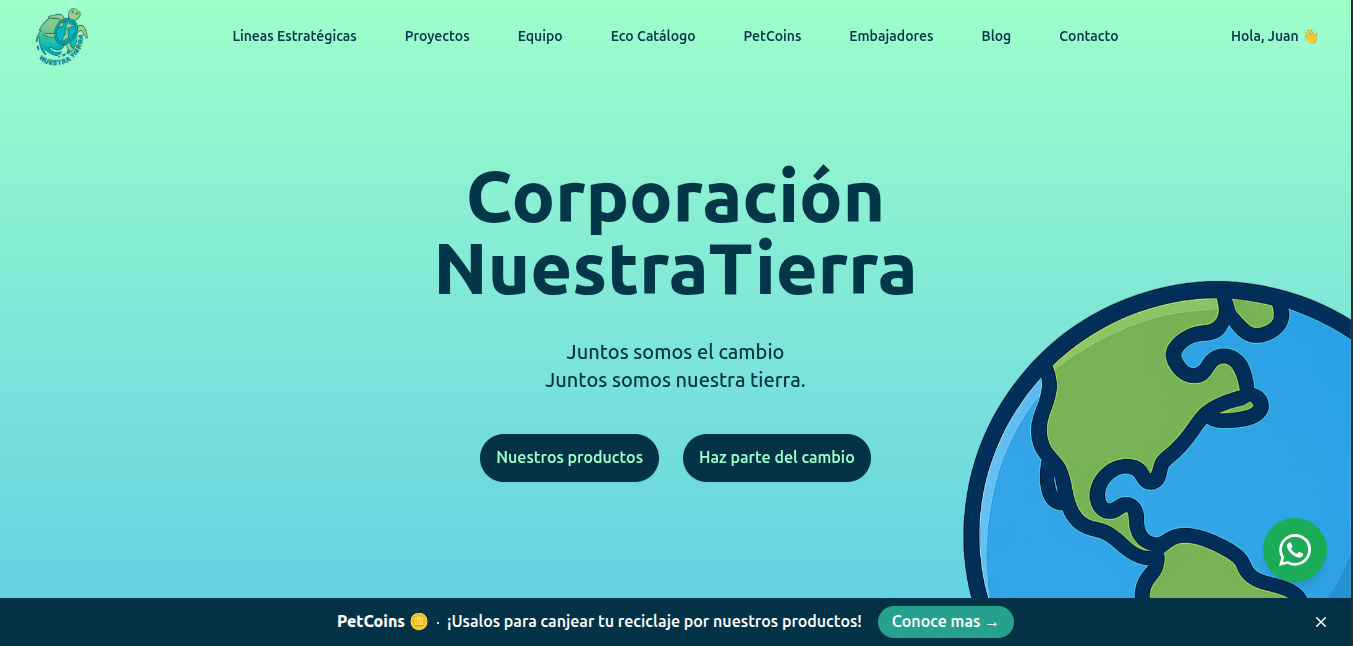 NUESTRA TIERRA
Lineas Estratégicas Proyectos Equipo Eco Catálogo PetCoins Embajadores Blog Contacto Hola, Juan 👋
Corporación
NuestraTierra
Juntos somos el cambio
Juntos somos nuestra tierra.
Nuestros productos Haz parte del cambio
PetCoins 🪙 · ¡Usalos para canjear tu reciclaje por nuestros productos! Conoce mas →